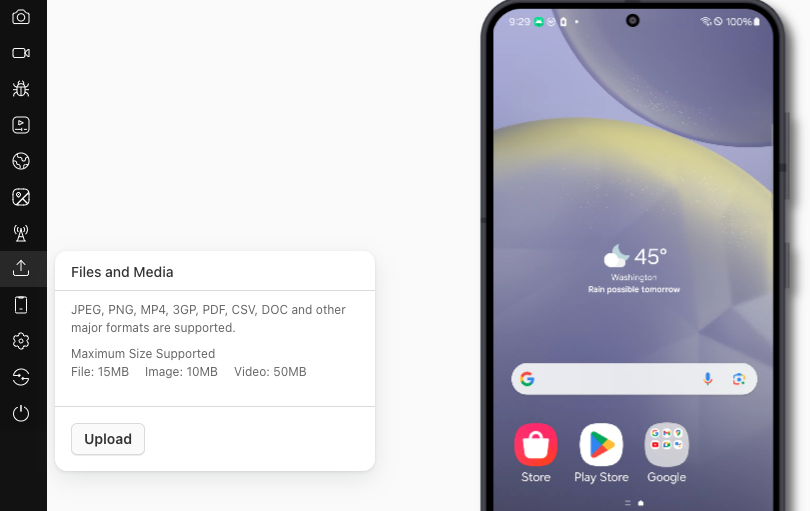 9:29
100%
Files and Media
JPEG, PNG, MP4, 3GP, PDF, CSV, DOC and other
major formats are supported.
Maximum Size Supported
File: 15MB Image: 10MB Video: 50MB
Upload
45°
Washington
Rain possible tomorrow
Store Play Store Google